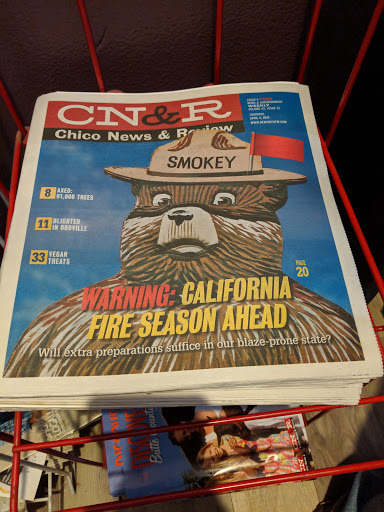 CN&R
Chico News & Review
WEEKLY
SMOKEY
8 AXED:
91,000 TREES
11 BLIGHTED
IN OROVILLE
33 VEGAN
TREATS
PAGE
20
WARNING: CALIFORNIA
FIRE SEASON AHEAD
Will extra preparations suffice in our blaze-prone state?